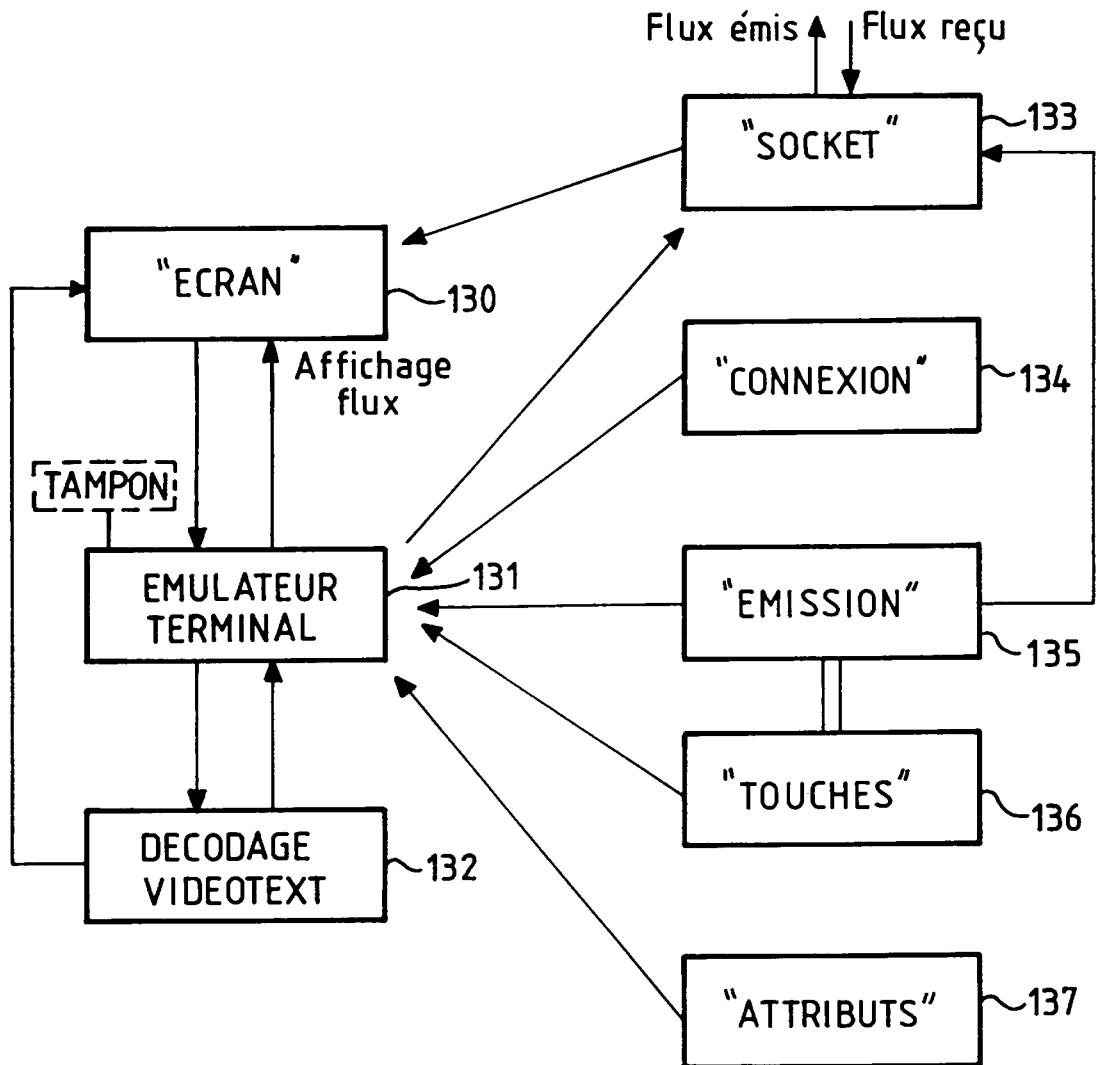 Flux émis
Flux reçu
"SOCKET"
133
"ECRAN"
130
Affichage
flux
"CONNEXION"
134
TAMPON
EMULATEUR
TERMINAL
131
"EMISSION"
135
"TOUCHES"
136
DECODAGE
VIDEOTEXT
132
"ATTRIBUTS"
137